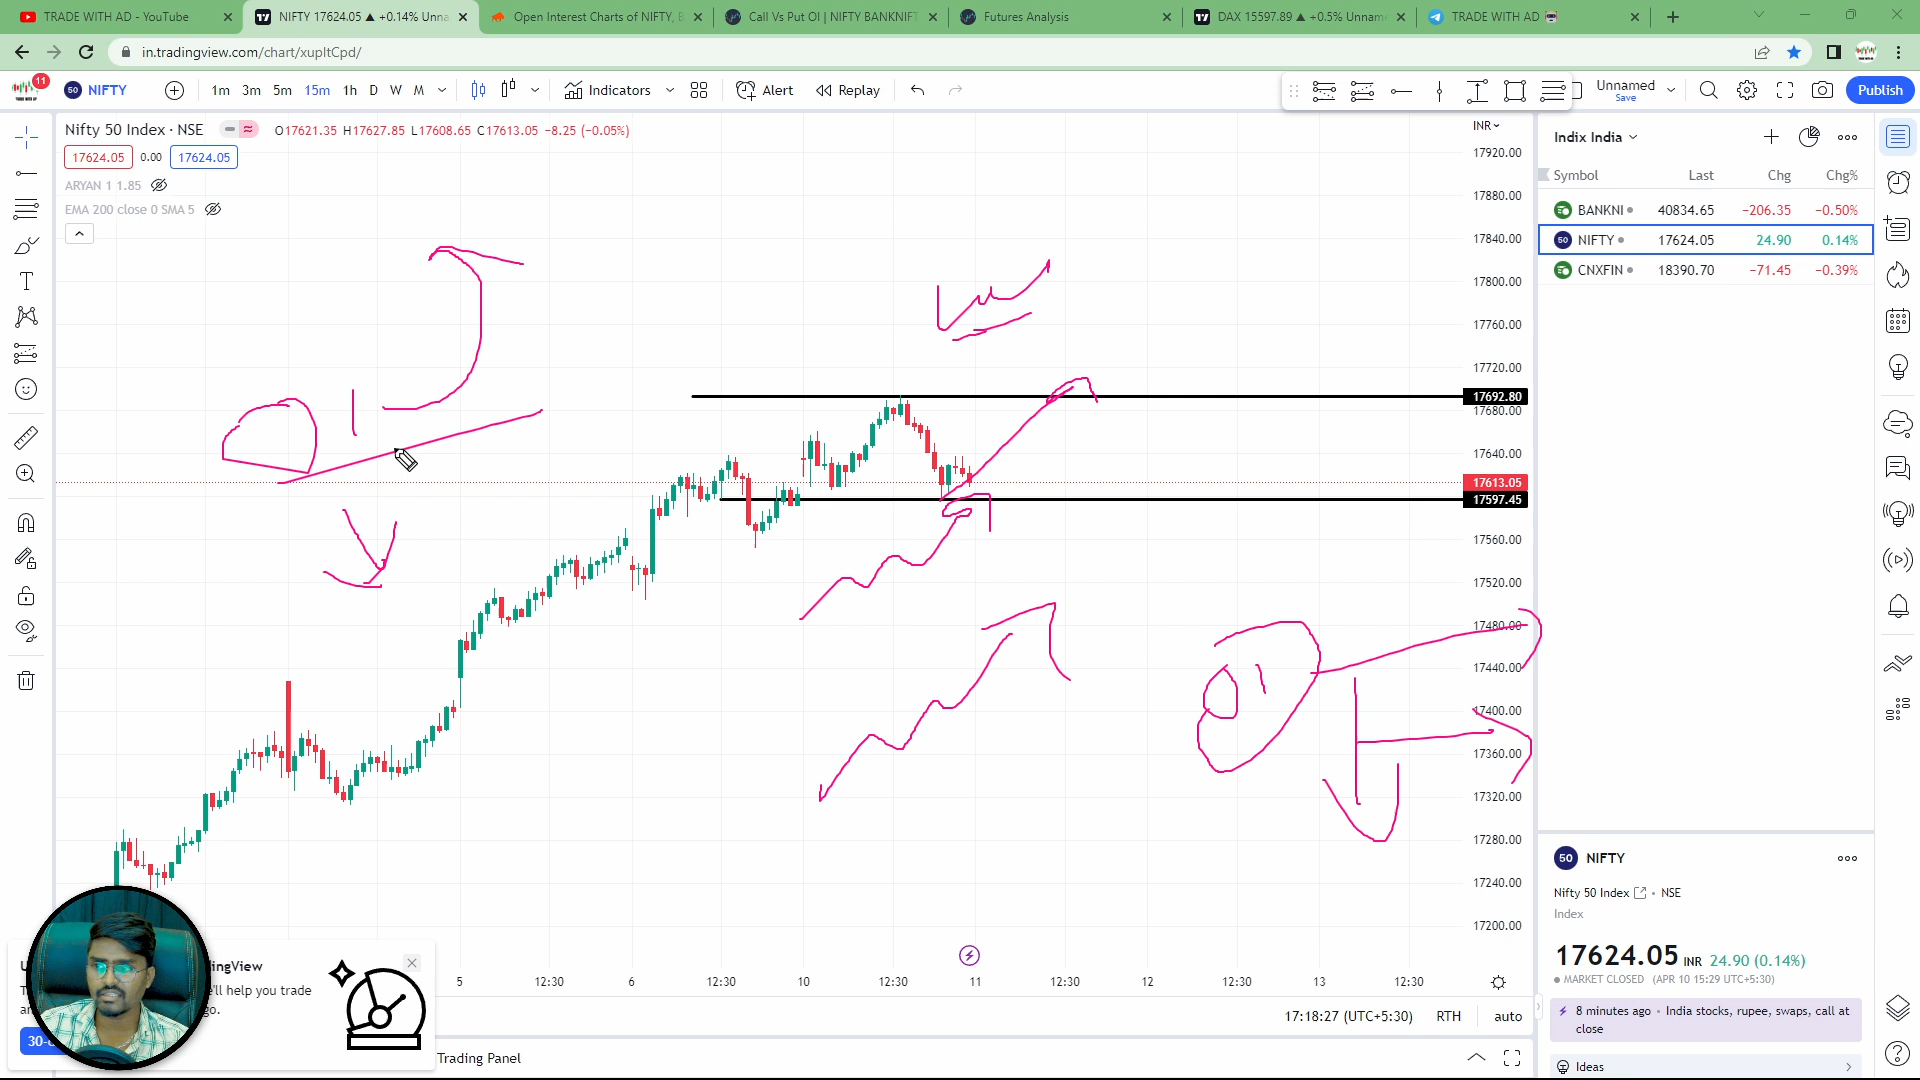 TRADE WITH AD - YouTube
NIFTY 17624.05 ▲ +0.14% Unna
Open Interest Charts of NIFTY, B
Call Vs Put OI | NIFTY BANKNIFT
Futures Analysis
DAX 15597.89 ▲ +0.5% Unnam
TRADE WITH AD
in.tradingview.com/chart/xupItCpd/
11
50 NIFTY
1m 3m 5m 15m 1h D W M
Indicators
Alert
Replay
Unnamed
Save
Publish
Nifty 50 Index · NSE
O17621.35 H17627.85 L17608.65 C17613.05 −8.25 (−0.05%)
17624.05 0.00 17624.05
ARYAN 1 1.85
EMA 200 close 0 SMA 5
INR
17920.00
17880.00
17840.00
17800.00
17760.00
17720.00
17692.80
17680.00
17640.00
17613.05
17597.45
17560.00
17520.00
17480.00
17440.00
17400.00
17360.00
17320.00
17280.00
17240.00
17200.00
5 12:30 6 12:30 10 12:30 11 12:30 12 12:30 13 12:30
17:18:27 (UTC+5:30) RTH auto
Trading Panel
ingView
'll help you trade
go.
30-
Indix India
Symbol Last Chg Chg%
BANKNI 40834.65 −206.35 −0.50%
50 NIFTY 17624.05 24.90 0.14%
CNXFIN 18390.70 −71.45 −0.39%
50 NIFTY
Nifty 50 Index · NSE
Index
17624.05 INR 24.90 (0.14%)
MARKET CLOSED (APR 10 15:29 UTC+5:30)
8 minutes ago · India stocks, rupee, swaps, call at
close
Ideas